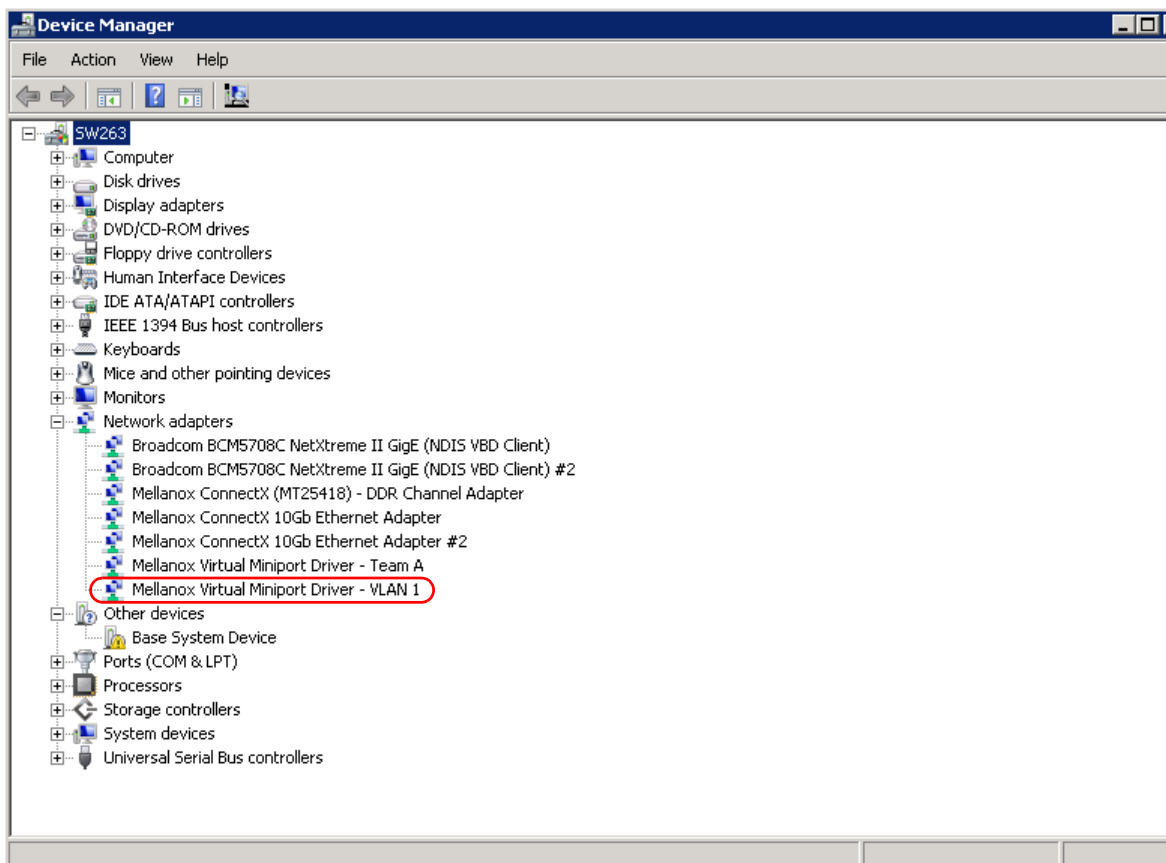 Device Manager
File Action View Help
SW263
Computer
Disk drives
Display adapters
DVD/CD-ROM drives
Floppy drive controllers
Human Interface Devices
IDE ATA/ATAPI controllers
IEEE 1394 Bus host controllers
Keyboards
Mice and other pointing devices
Monitors
Network adapters
Broadcom BCM5708C NetXtreme II GigE (NDIS VBD Client)
Broadcom BCM5708C NetXtreme II GigE (NDIS VBD Client) #2
Mellanox ConnectX (MT25418) - DDR Channel Adapter
Mellanox ConnectX 10Gb Ethernet Adapter
Mellanox ConnectX 10Gb Ethernet Adapter #2
Mellanox Virtual Miniport Driver - Team A
Mellanox Virtual Miniport Driver - VLAN 1
Other devices
Base System Device
Ports (COM & LPT)
Processors
Storage controllers
System devices
Universal Serial Bus controllers